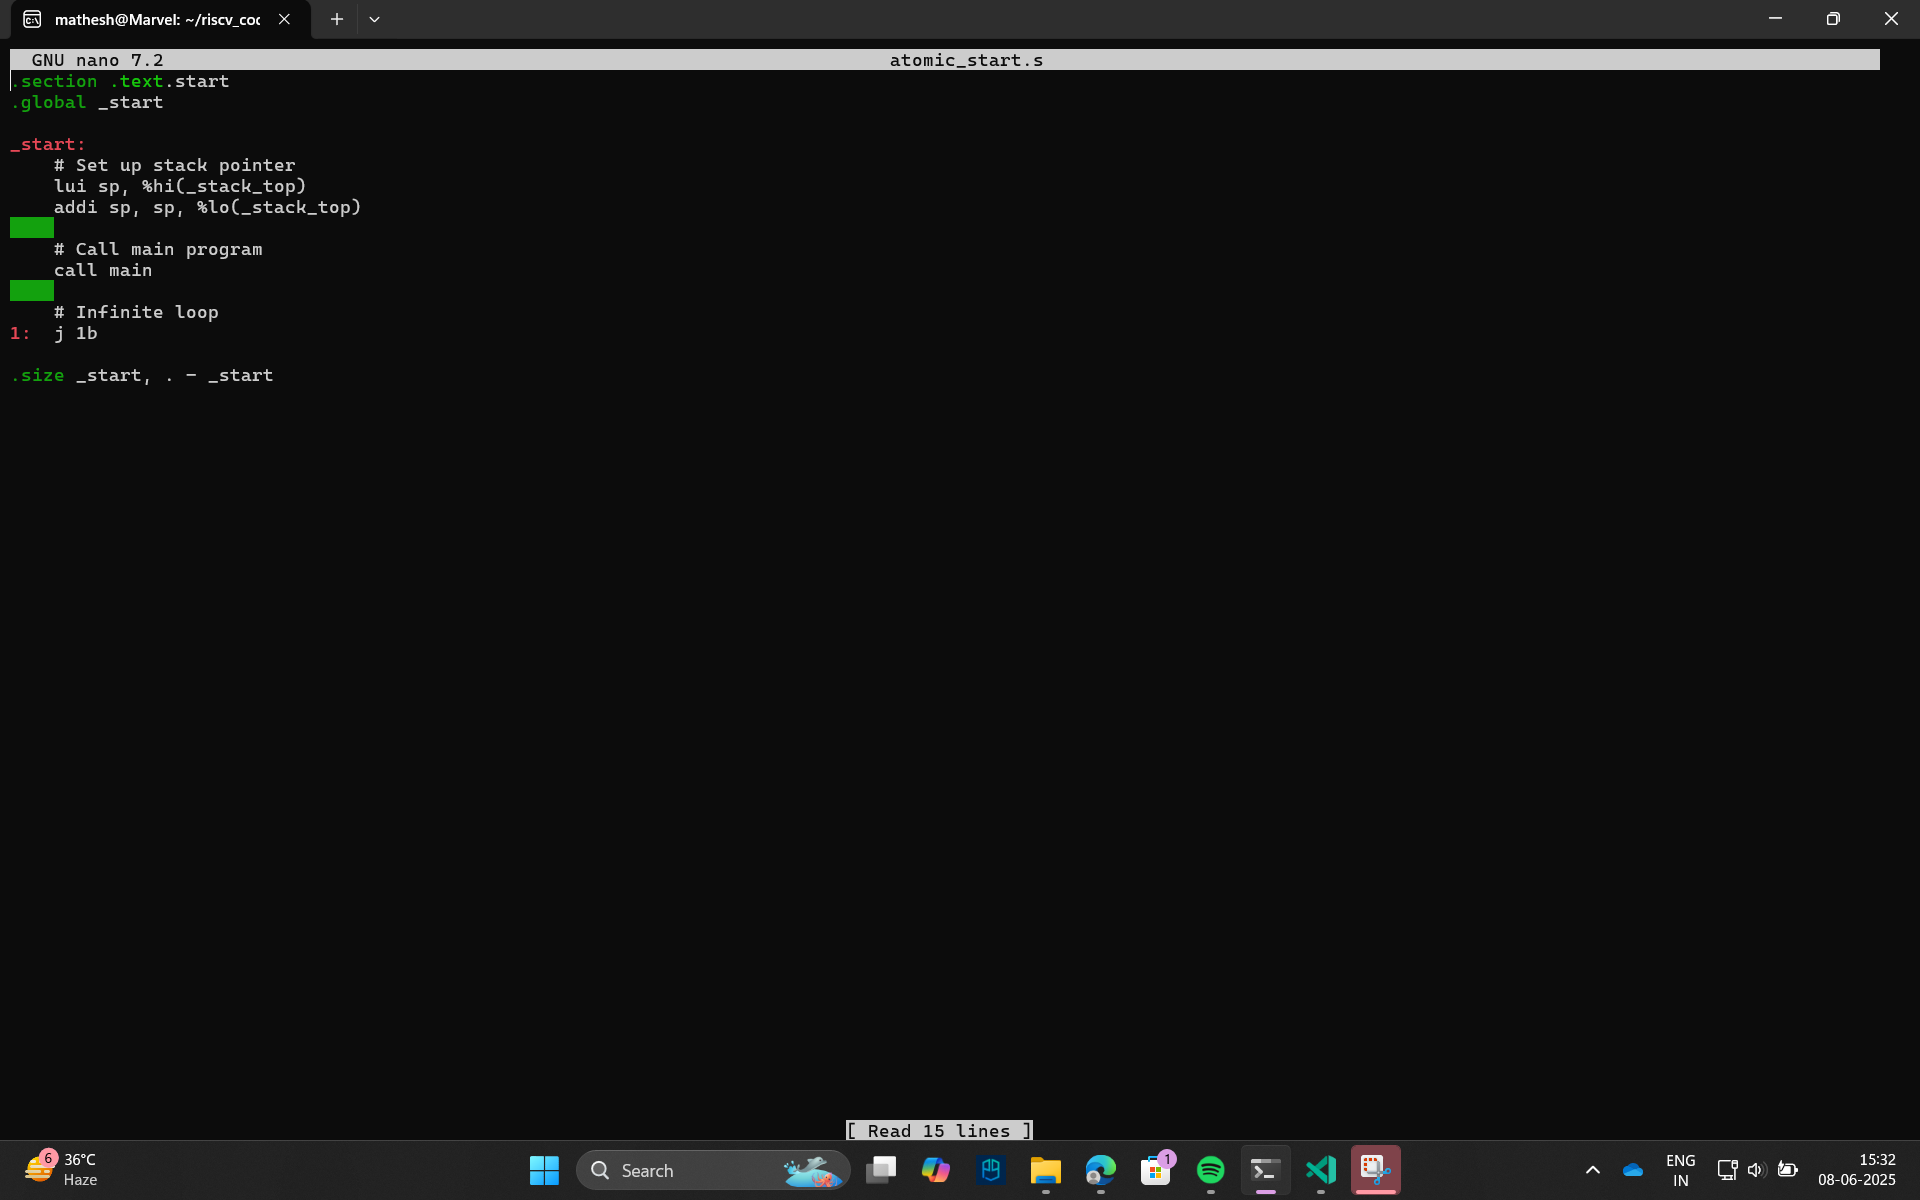 mathesh@Marvel: ~/riscv_co
GNU nano 7.2 atomic_start.s
.section .text.start
.global _start
_start:
# Set up stack pointer
lui sp, %hi(_stack_top)
addi sp, sp, %lo(_stack_top)
# Call main program
call main
# Infinite loop
1: j 1b
.size _start, . - _start
[ Read 15 lines ]
6
36°C
Haze
Search
1
ENG
IN
15:32
08-06-2025